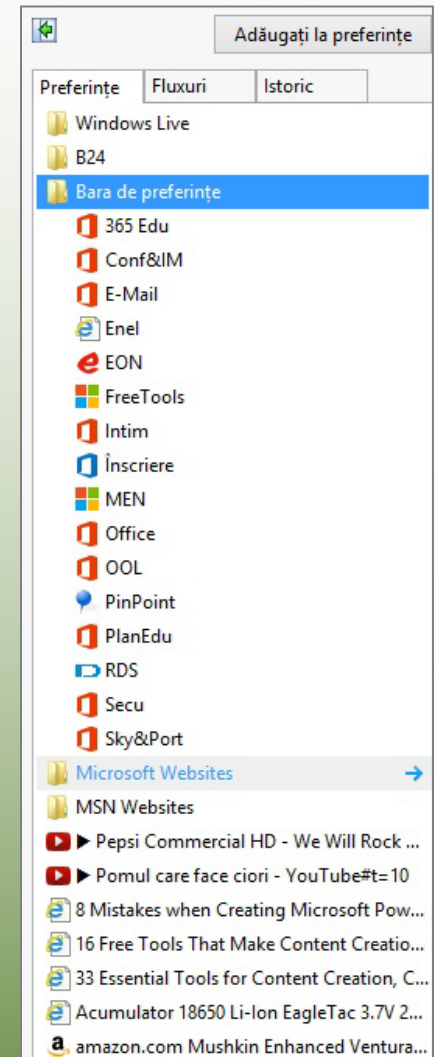 Adăugați la preferințe
Preferințe Fluxuri Istoric
Windows Live
B24
Bara de preferințe
365 Edu
Conf&IM
E-Mail
Enel
EON
FreeTools
Intim
Înscriere
MEN
Office
OOL
PinPoint
PlanEdu
RDS
Secu
Sky&Port
Microsoft Websites
MSN Websites
▶ Pepsi Commercial HD - We Will Rock ...
▶ Pomul care face ciori - YouTube#t=10
8 Mistakes when Creating Microsoft Pow...
16 Free Tools That Make Content Creatio...
33 Essential Tools for Content Creation, C...
Acumulator 18650 Li-Ion EagleTac 3.7V 2...
amazon.com Mushkin Enhanced Ventura...